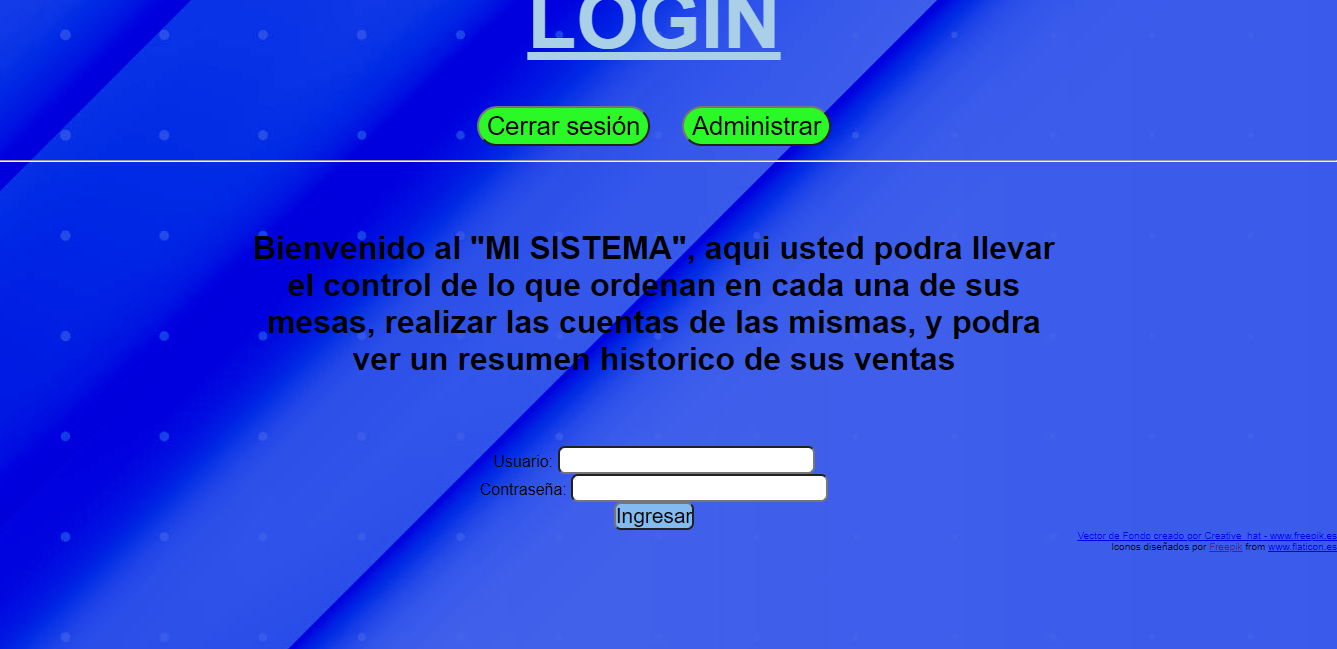 LOGIN
Cerrar sesión Administrar
Bienvenido al "MI SISTEMA", aqui usted podra llevar
el control de lo que ordenan en cada una de sus
mesas, realizar las cuentas de las mismas, y podra
ver un resumen historico de sus ventas
Usuario:
Contraseña:
Ingresar
Vector de Fondo creado por Creative_hat - www.freepik.es
Iconos diseñados por Freepik from www.flaticon.es